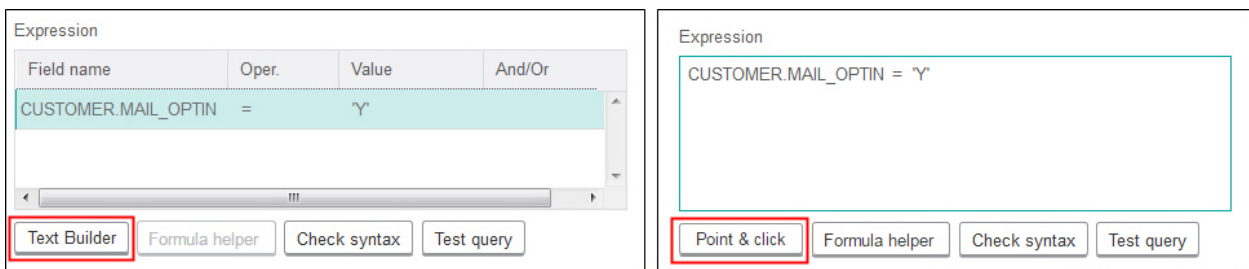 Expression
Field name Oper. Value And/Or
CUSTOMER.MAIL_OPTIN = 'Y'
Text Builder Formula helper Check syntax Test query
Expression
CUSTOMER.MAIL_OPTIN = 'Y'
Point & click Formula helper Check syntax Test query